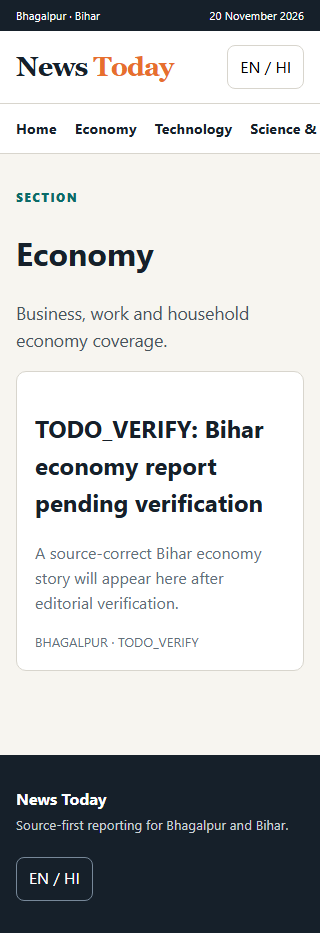 Bhagalpur · Bihar
20 November 2026
News Today
EN / HI
Home
Economy
Technology
Science &
SECTION
Economy
Business, work and household
economy coverage.
TODO_VERIFY: Bihar
economy report
pending verification
A source-correct Bihar economy
story will appear here after
editorial verification.
BHAGALPUR · TODO_VERIFY
News Today
Source-first reporting for Bhagalpur and Bihar.
EN / HI